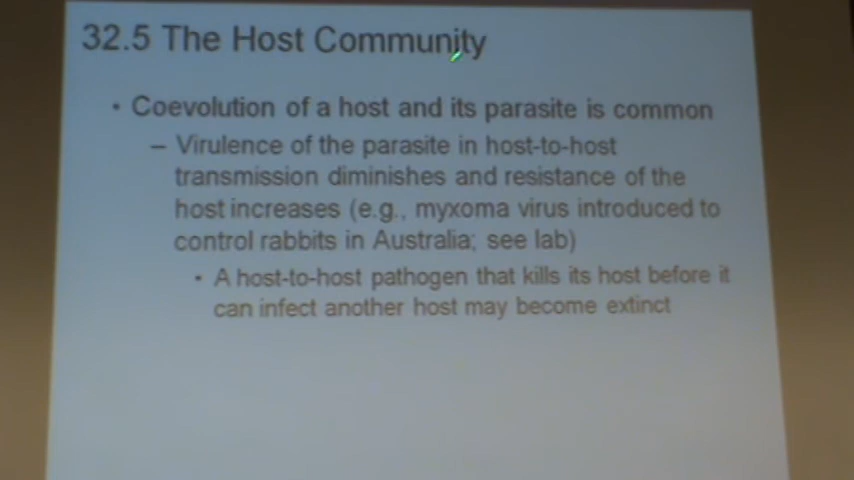 32.5 The Host Community
• Coevolution of a host and its parasite is common
– Virulence of the parasite in host-to-host
transmission diminishes and resistance of the
host increases (e.g., myxoma virus introduced to
control rabbits in Australia; see lab)
• A host-to-host pathogen that kills its host before it
can infect another host may become extinct